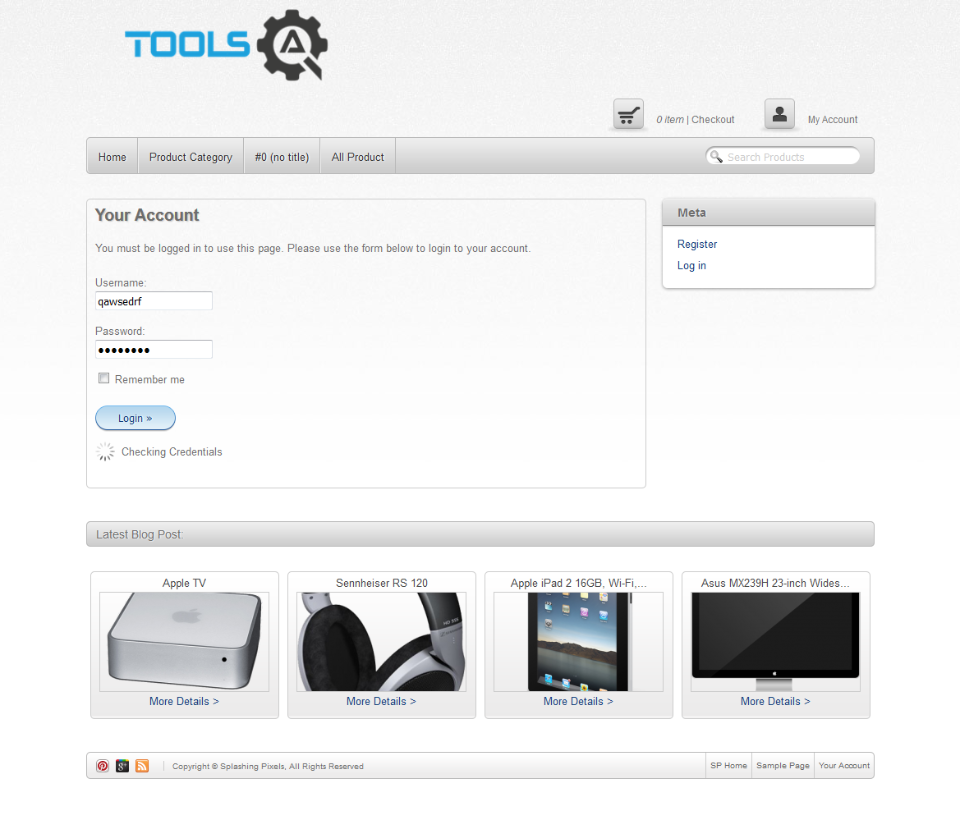 TOOLS QA
0 item | Checkout
My Account
Home
Product Category
#0 (no title)
All Product
Search Products
Your Account
You must be logged in to use this page. Please use the form below to login to your account.
Username:
qawsedrf
Password:
••••••••
Remember me
Login »
Checking Credentials
Meta
Register
Log in
Latest Blog Post:
Apple TV
Sennheiser RS 120
Apple iPad 2 16GB, Wi-Fi,...
Asus MX239H 23-inch Wides...
More Details >
More Details >
More Details >
More Details >
Copyright © Splashing Pixels, All Rights Reserved
SP Home
Sample Page
Your Account